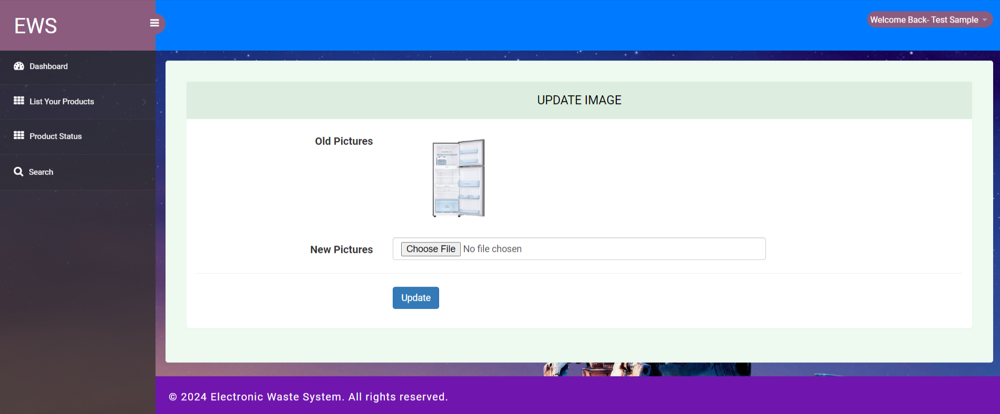 EWS
Welcome Back- Test Sample
Dashboard
List Your Products
Product Status
Search
UPDATE IMAGE
Old Pictures
New Pictures
Choose File No file chosen
Update
© 2024 Electronic Waste System. All rights reserved.